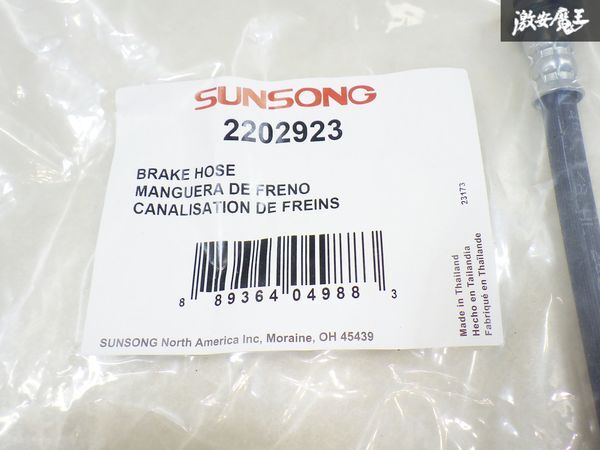 激安魔王
SUNSONG
2202923
BRAKE HOSE
MANGUERA DE FRENO
CANALISATION DE FREINS
23173
Made in Thailand
Hecho en Tailandia
Fabriqué en Thaïlande
8 89364 04988 3
SUNSONG North America Inc, Moraine, OH 45439